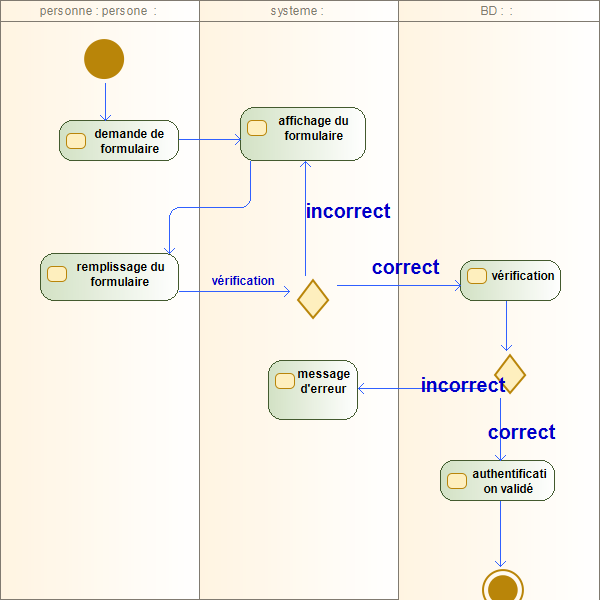 personne : persone  :
systeme :
BD :  :
demande de
formulaire
affichage du
formulaire
incorrect
remplissage du
formulaire
vérification
correct
vérification
message
d'erreur
incorrect
correct
authentificati
on validé